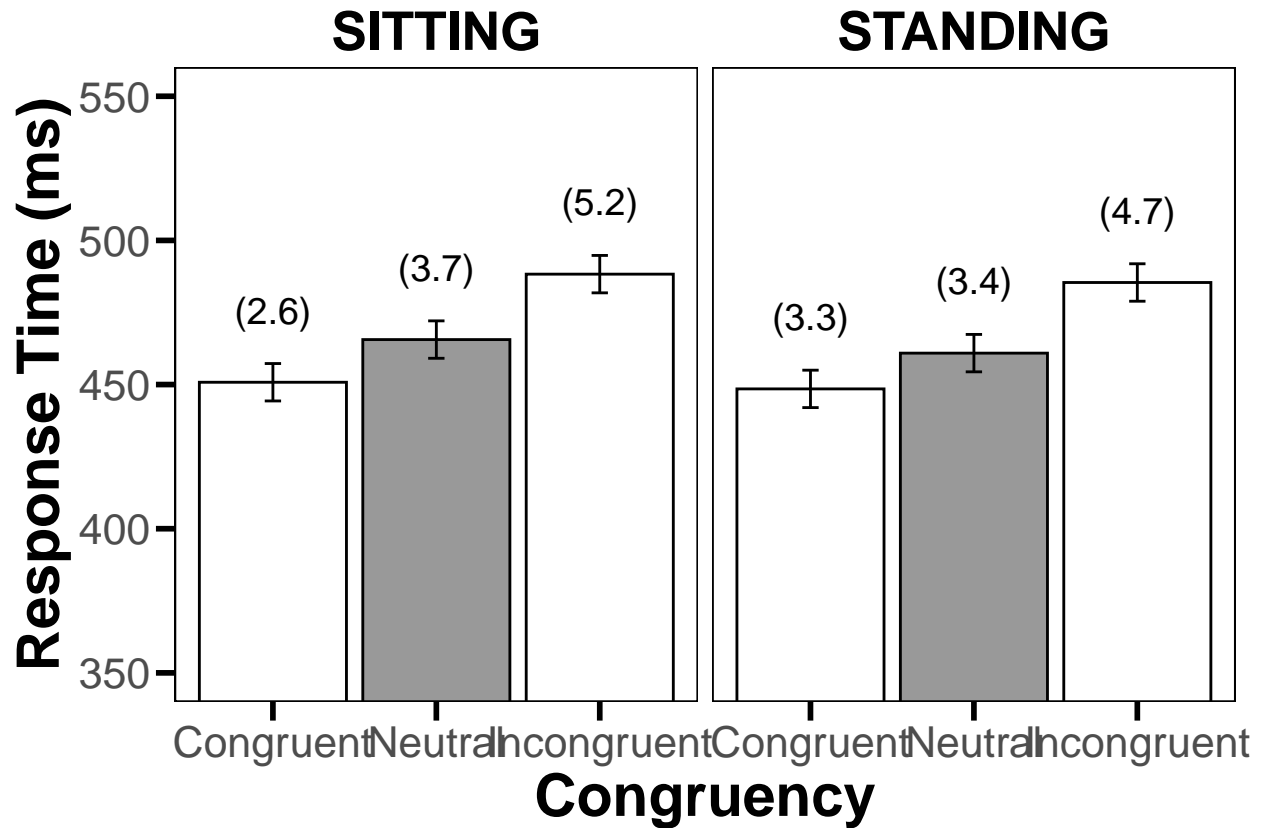 SITTING STANDING
Response Time (ms)
550
500
450
400
350
(2.6)
(3.7)
(5.2)
(3.3)
(3.4)
(4.7)
Congruent Neutral Incongruent Congruent Neutral Incongruent
Congruency